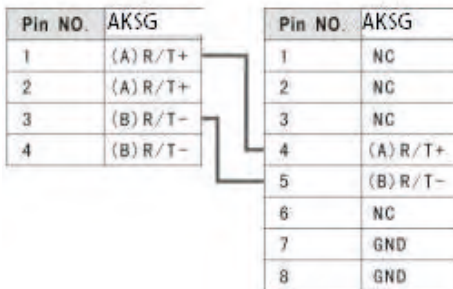 Pin NO. AKSG
1 (A)R/T+
2 (A)R/T+
3 (B)R/T-
4 (B)R/T-
Pin NO. AKSG
1 NC
2 NC
3 NC
4 (A)R/T+
5 (B)R/T-
6 NC
7 GND
8 GND